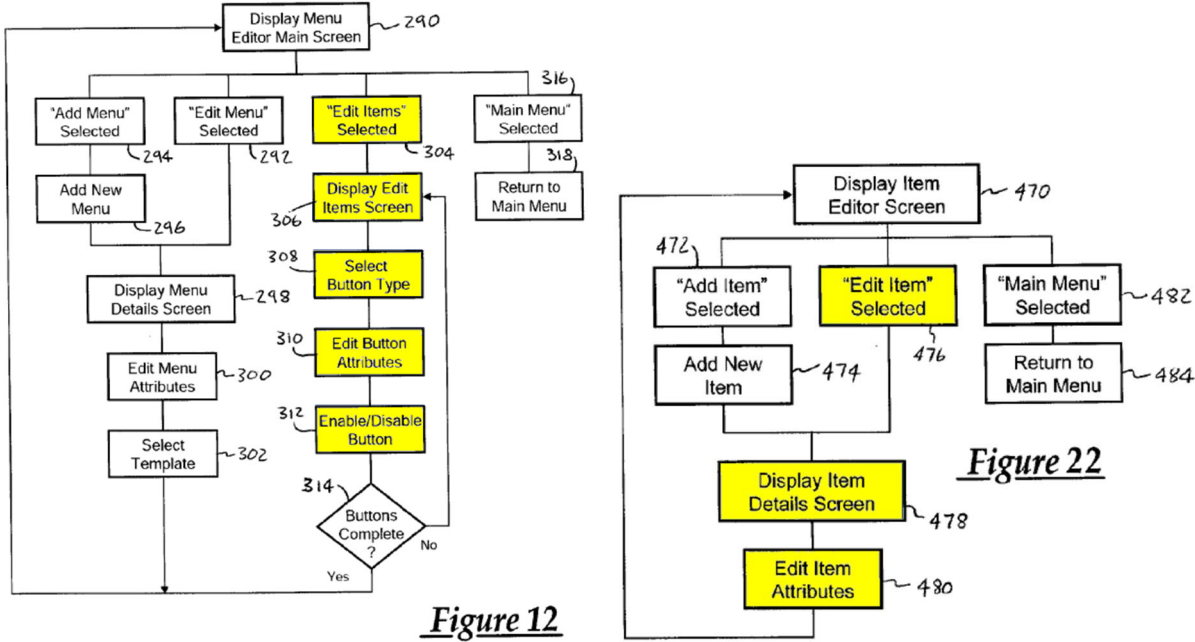 Display Menu
Editor Main Screen
290
"Add Menu"
Selected
294
"Edit Menu"
Selected
292
"Edit Items"
Selected
304
316
"Main Menu"
Selected
318
Add New
Menu
296
Display Edit
Items Screen
306
Return to
Main Menu
308
Select
Button Type
Display Menu
Details Screen
298
310
Edit Button
Attributes
Edit Menu
Attributes
300
312
Enable/Disable
Button
Select
Template
302
314
Buttons
Complete
?
No
Yes
Figure 12
Display Item
Editor Screen
470
472
"Add Item"
Selected
"Edit Item"
Selected
476
"Main Menu"
Selected
482
Add New
Item
474
Return to
Main Menu
484
Figure 22
Display Item
Details Screen
478
Edit Item
Attributes
480